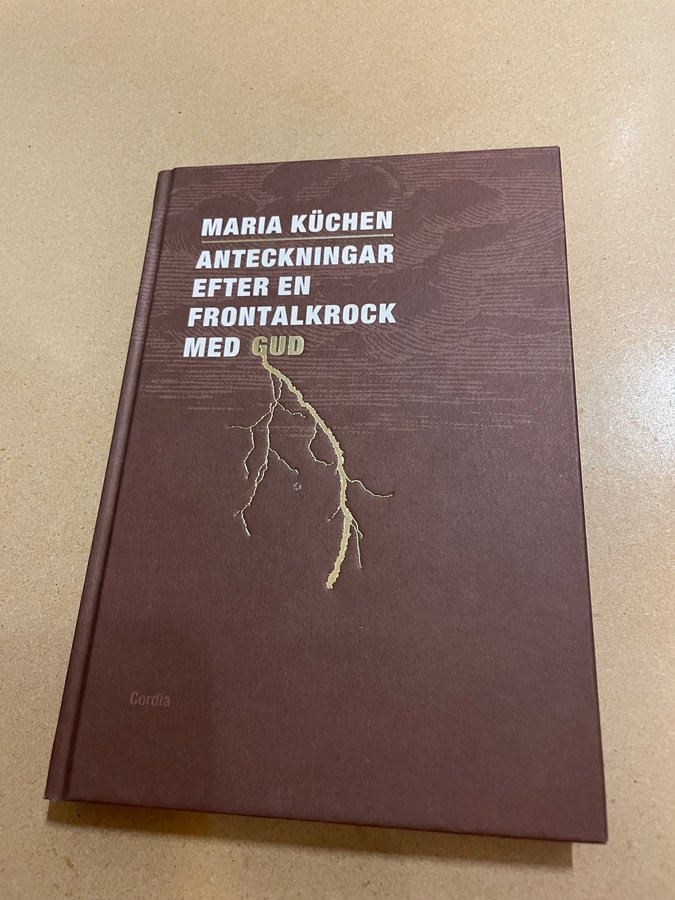 MARIA KÜCHEN
ANTECKNINGAR
EFTER EN
FRONTALKROCK
MED GUD
Cordia